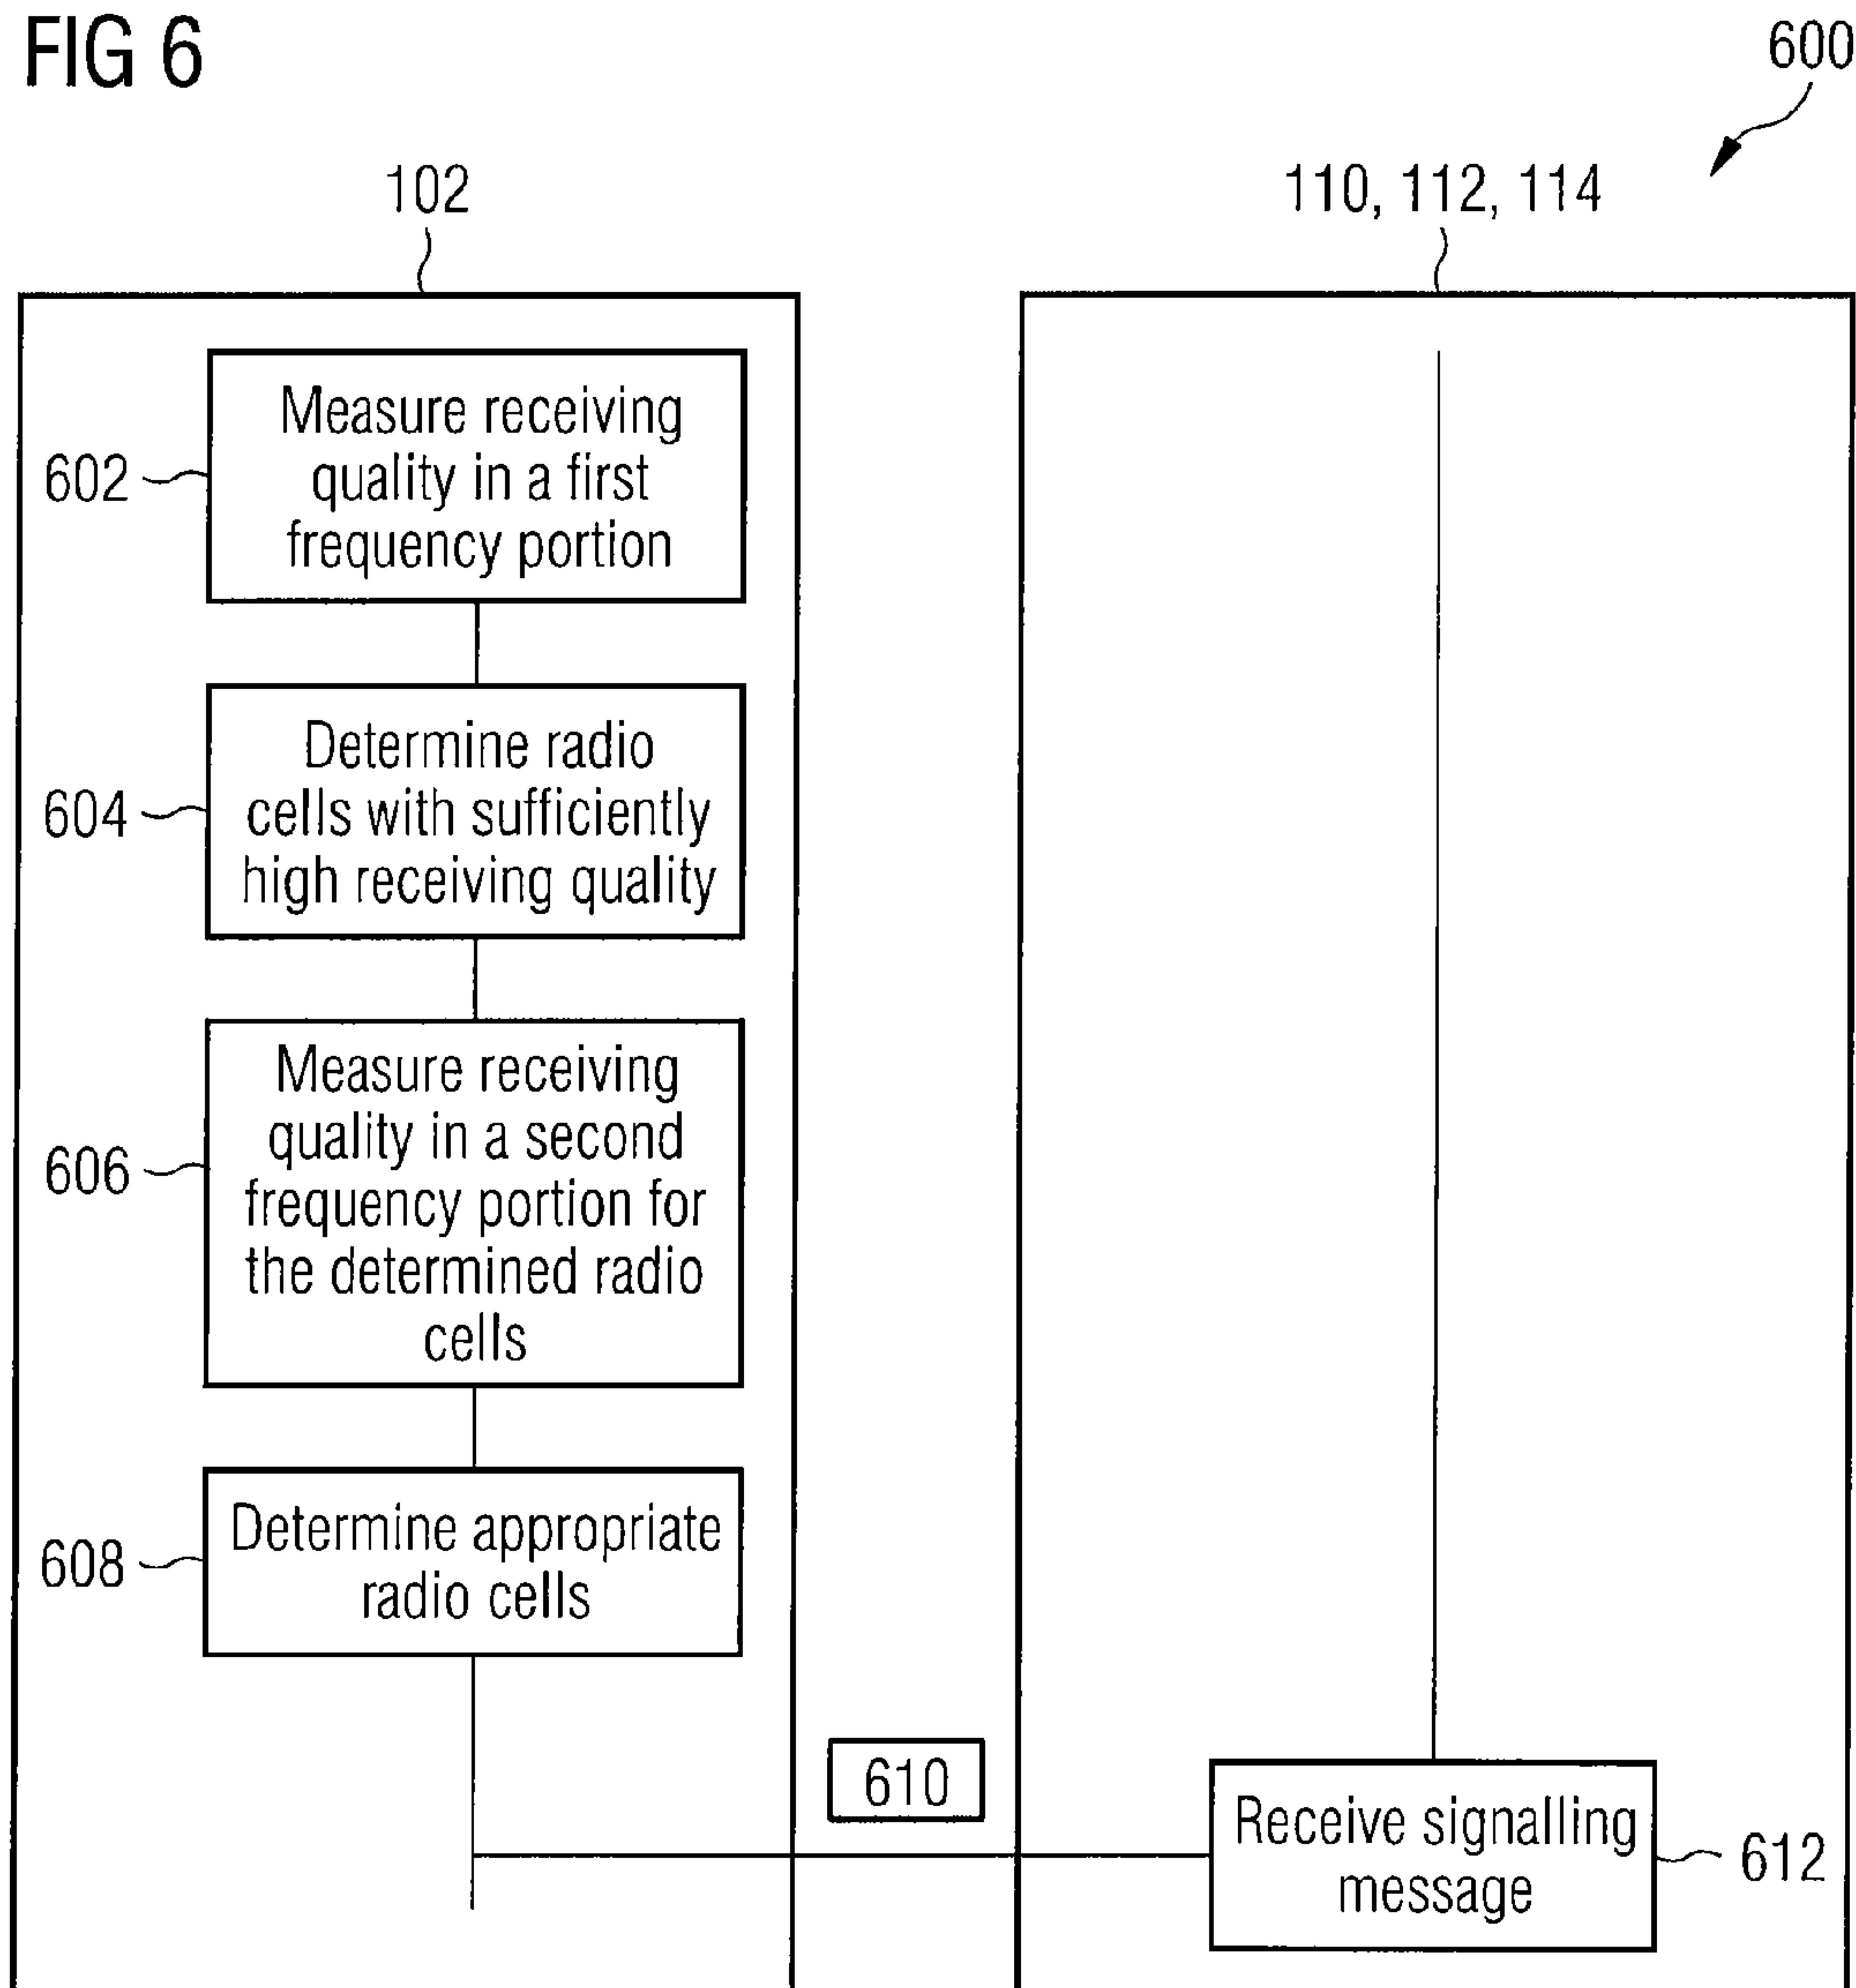 FIG 6
600
102
110, 112, 114
602
Measure receiving
quality in a first
frequency portion
604
Determine radio
cells with sufficiently
high receiving quality
606
Measure receiving
quality in a second
frequency portion for
the determined radio
cells
608
Determine appropriate
radio cells
610
Receive signalling
message
612